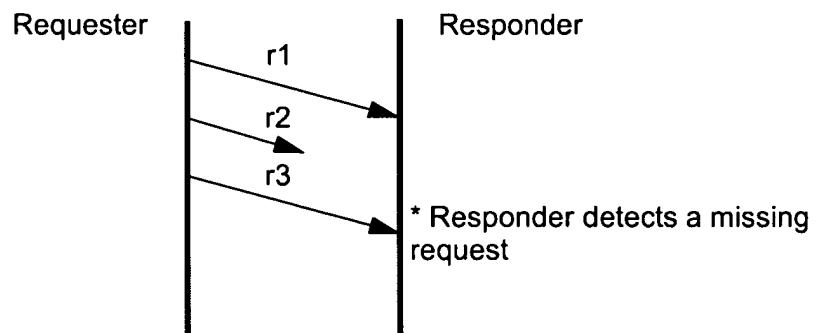 Requester
Responder
r1
r2
r3
* Responder detects a missing
request